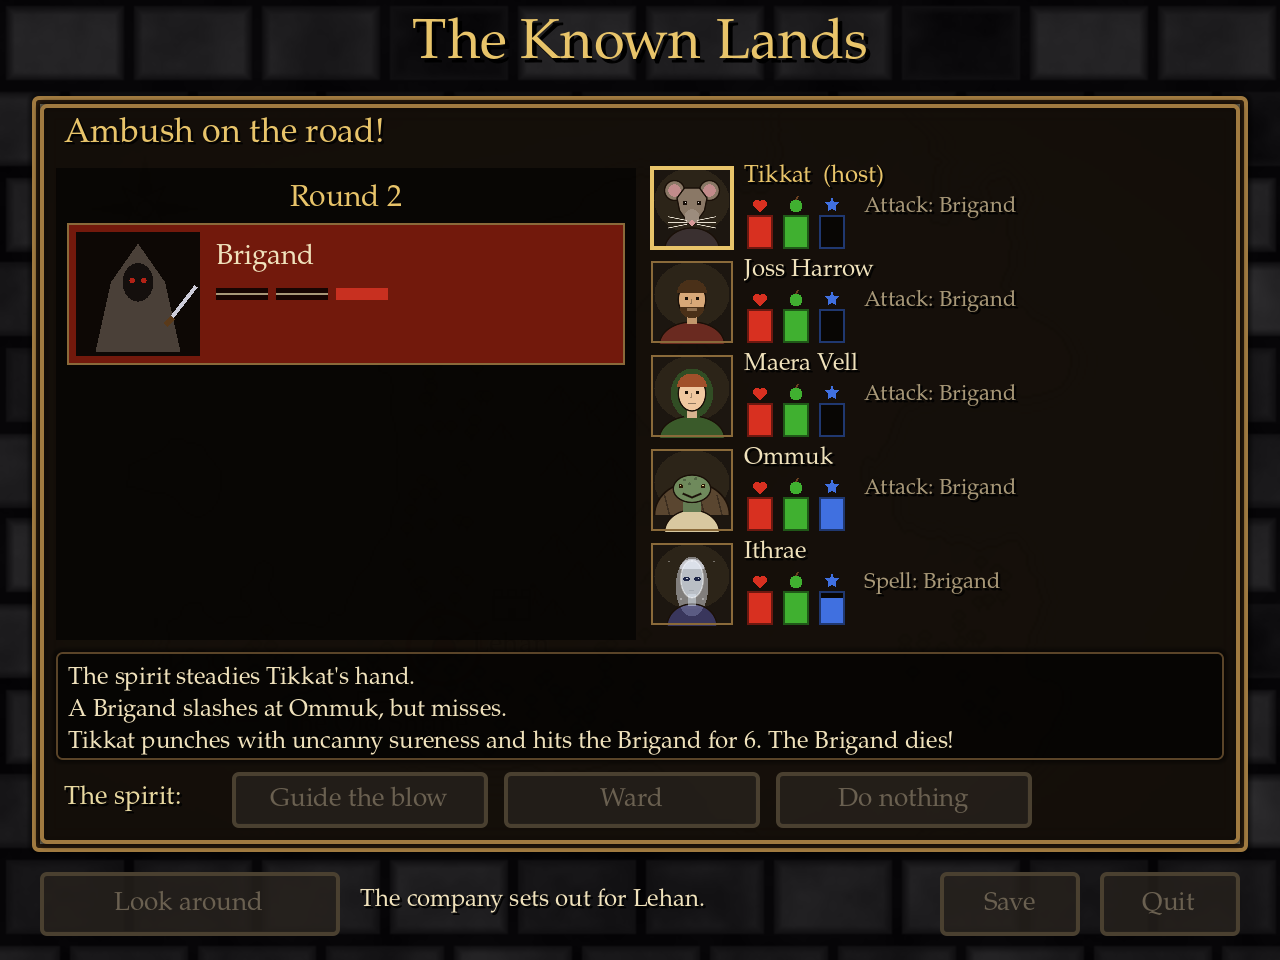 The Known Lands
Ambush on the road!
Round 2
Brigand
Tikkat (host)
Attack: Brigand
Joss Harrow
Attack: Brigand
Maera Vell
Attack: Brigand
Ommuk
Attack: Brigand
Ithrae
Spell: Brigand
The spirit steadies Tikkat's hand.
A Brigand slashes at Ommuk, but misses.
Tikkat punches with uncanny sureness and hits the Brigand for 6. The Brigand dies!
The spirit:
Guide the blow
Ward
Do nothing
Look around
The company sets out for Lehan.
Save
Quit